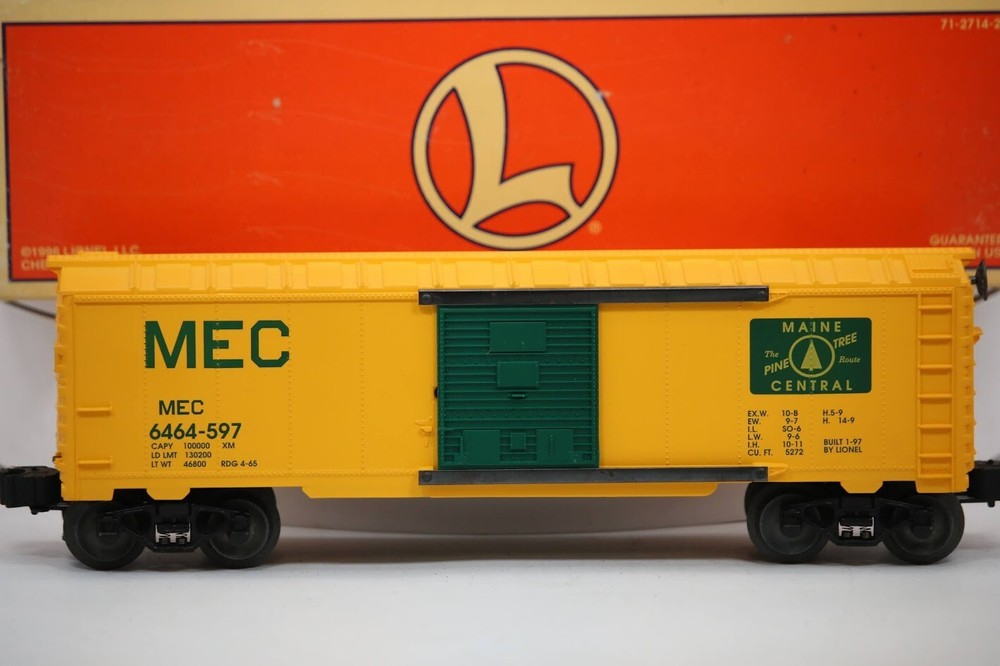 71-2714-2
L
®
©1996 LIONEL LLC
GUARANTEE
MEC
MEC
6464-597
CAPY 100000 XM
LD LMT 130200
LT WT 46800 RDG 4-65
MAINE
The PINE TREE Route
CENTRAL
EX.W. 10-8 H.5-9
EW. 9-7 H. 14-9
I.L. SO-6
L.W. 9-6
I.H. 10-11 BUILT 1-97
CU. FT. 5272 BY LIONEL